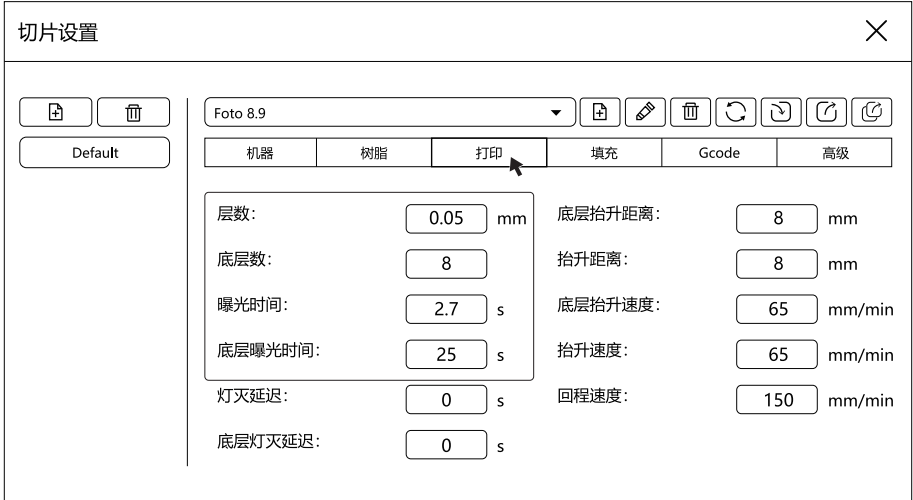 切片设置
Default
Foto 8.9
机器 树脂 打印 填充 Gcode 高级
层数: 0.05 mm 底层抬升距离: 8 mm
底层数: 8 抬升距离: 8 mm
曝光时间: 2.7 s 底层抬升速度: 65 mm/min
底层曝光时间: 25 s 抬升速度: 65 mm/min
灯灭延迟: 0 s 回程速度: 150 mm/min
底层灯灭延迟: 0 s